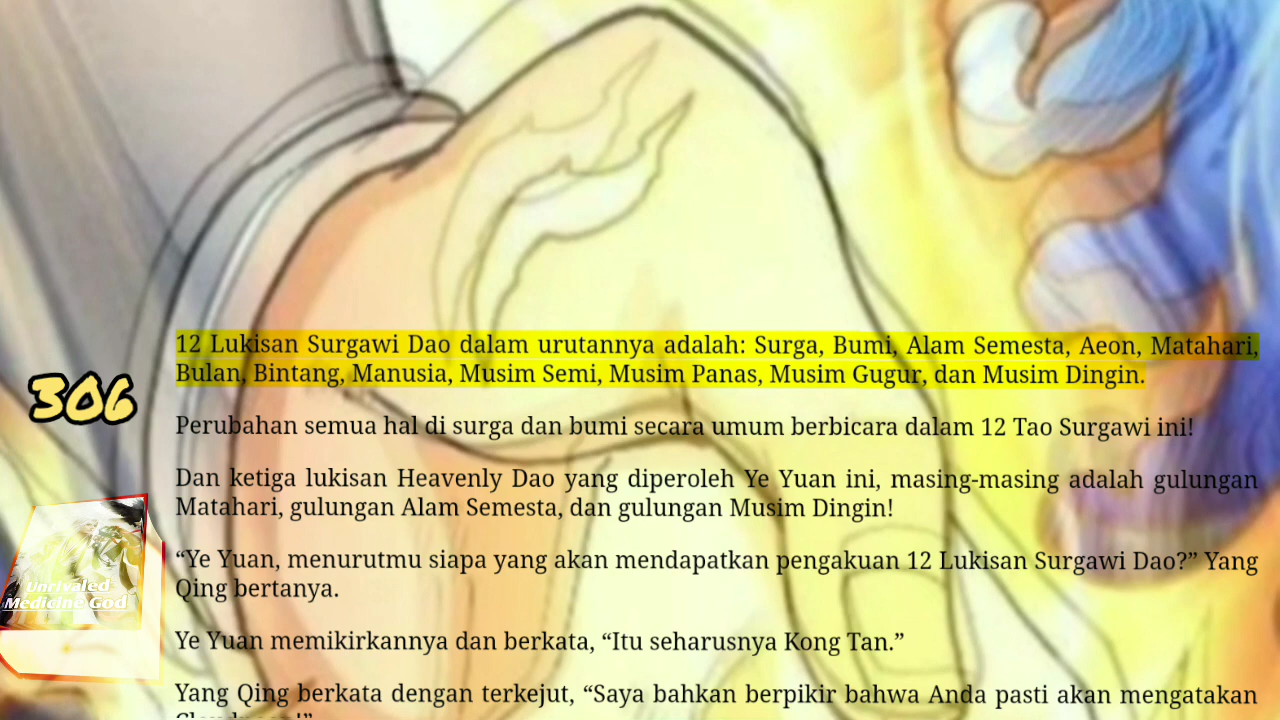 12 Lukisan Surgawi Dao dalam urutannya adalah: Surga, Bumi, Alam Semesta, Aeon, Matahari,
Bulan, Bintang, Manusia, Musim Semi, Musim Panas, Musim Gugur, dan Musim Dingin.
306
Perubahan semua hal di surga dan bumi secara umum berbicara dalam 12 Tao Surgawi ini!
Dan ketiga lukisan Heavenly Dao yang diperoleh Ye Yuan ini, masing-masing adalah gulungan
Matahari, gulungan Alam Semesta, dan gulungan Musim Dingin!
“Ye Yuan, menurutmu siapa yang akan mendapatkan pengakuan 12 Lukisan Surgawi Dao?” Yang
Qing bertanya.
Unrivaled
Medicine God
Ye Yuan memikirkannya dan berkata, “Itu seharusnya Kong Tan.”
Yang Qing berkata dengan terkejut, “Saya bahkan berpikir bahwa Anda pasti akan mengatakan